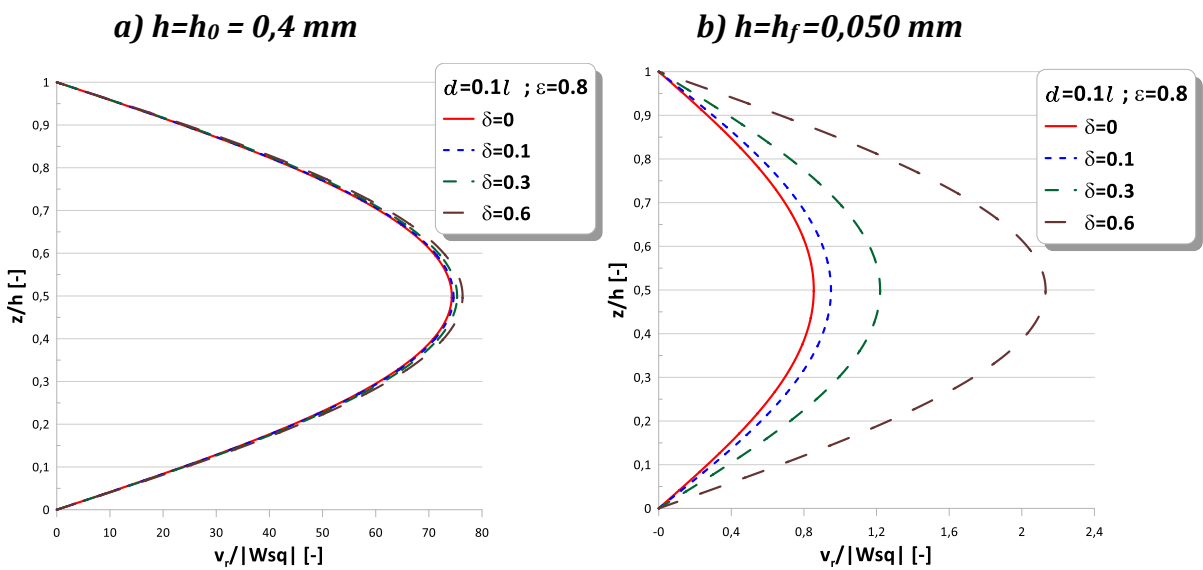 a) h=h0 = 0,4 mm
d=0.1l ; ε=0.8
δ=0
δ=0.1
δ=0.3
δ=0.6
1
0,9
0,8
0,7
0,6
0,5
0,4
0,3
0,2
0,1
0
z/h [-]
0 10 20 30 40 50 60 70 80
vr/|Wsq| [-]
b) h=hf=0,050 mm
d=0.1l ; ε=0.8
δ=0
δ=0.1
δ=0.3
δ=0.6
1
0,9
0,8
0,7
0,6
0,5
0,4
0,3
0,2
0,1
0
z/h [-]
-0 0,4 0,8 1,2 1,6 2 2,4
vr/|Wsq| [-]